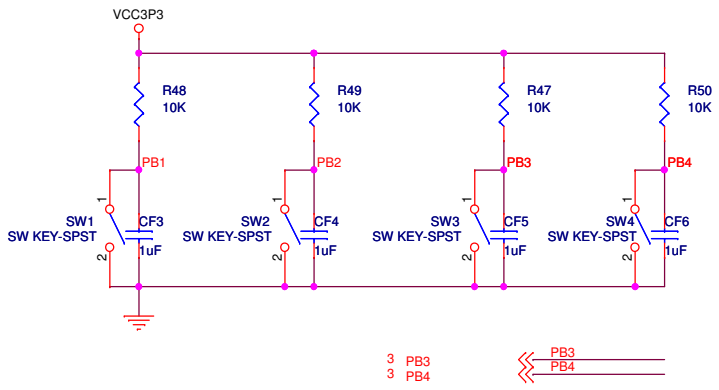 VCC3P3
R48 R49 R47 R50
10K 10K 10K 10K
PB1 PB2 PB3 PB4
1 1 1 1
SW1 CF3 SW2 CF4 SW3 CF5 SW4 CF6
SW KEY-SPST SW KEY-SPST SW KEY-SPST SW KEY-SPST
1uF 1uF 1uF 1uF
2 2 2 2
3 PB3 PB3
3 PB4 PB4